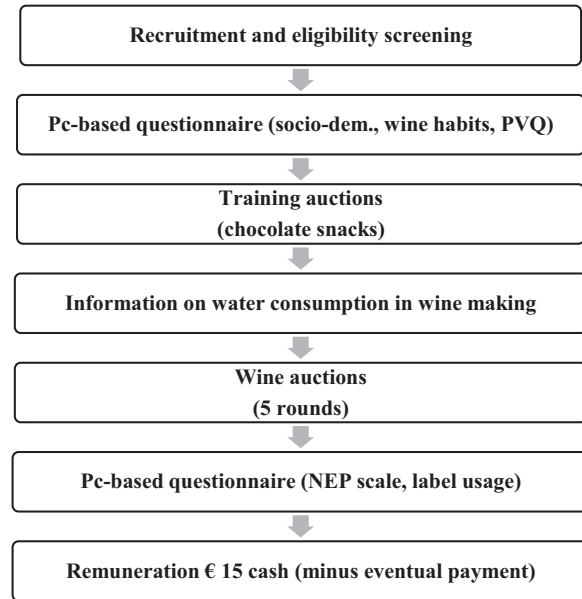 Recruitment and eligibility screening
Pc-based questionnaire (socio-dem., wine habits, PVQ)
Training auctions
(chocolate snacks)
Information on water consumption in wine making
Wine auctions
(5 rounds)
Pc-based questionnaire (NEP scale, label usage)
Remuneration € 15 cash (minus eventual payment)